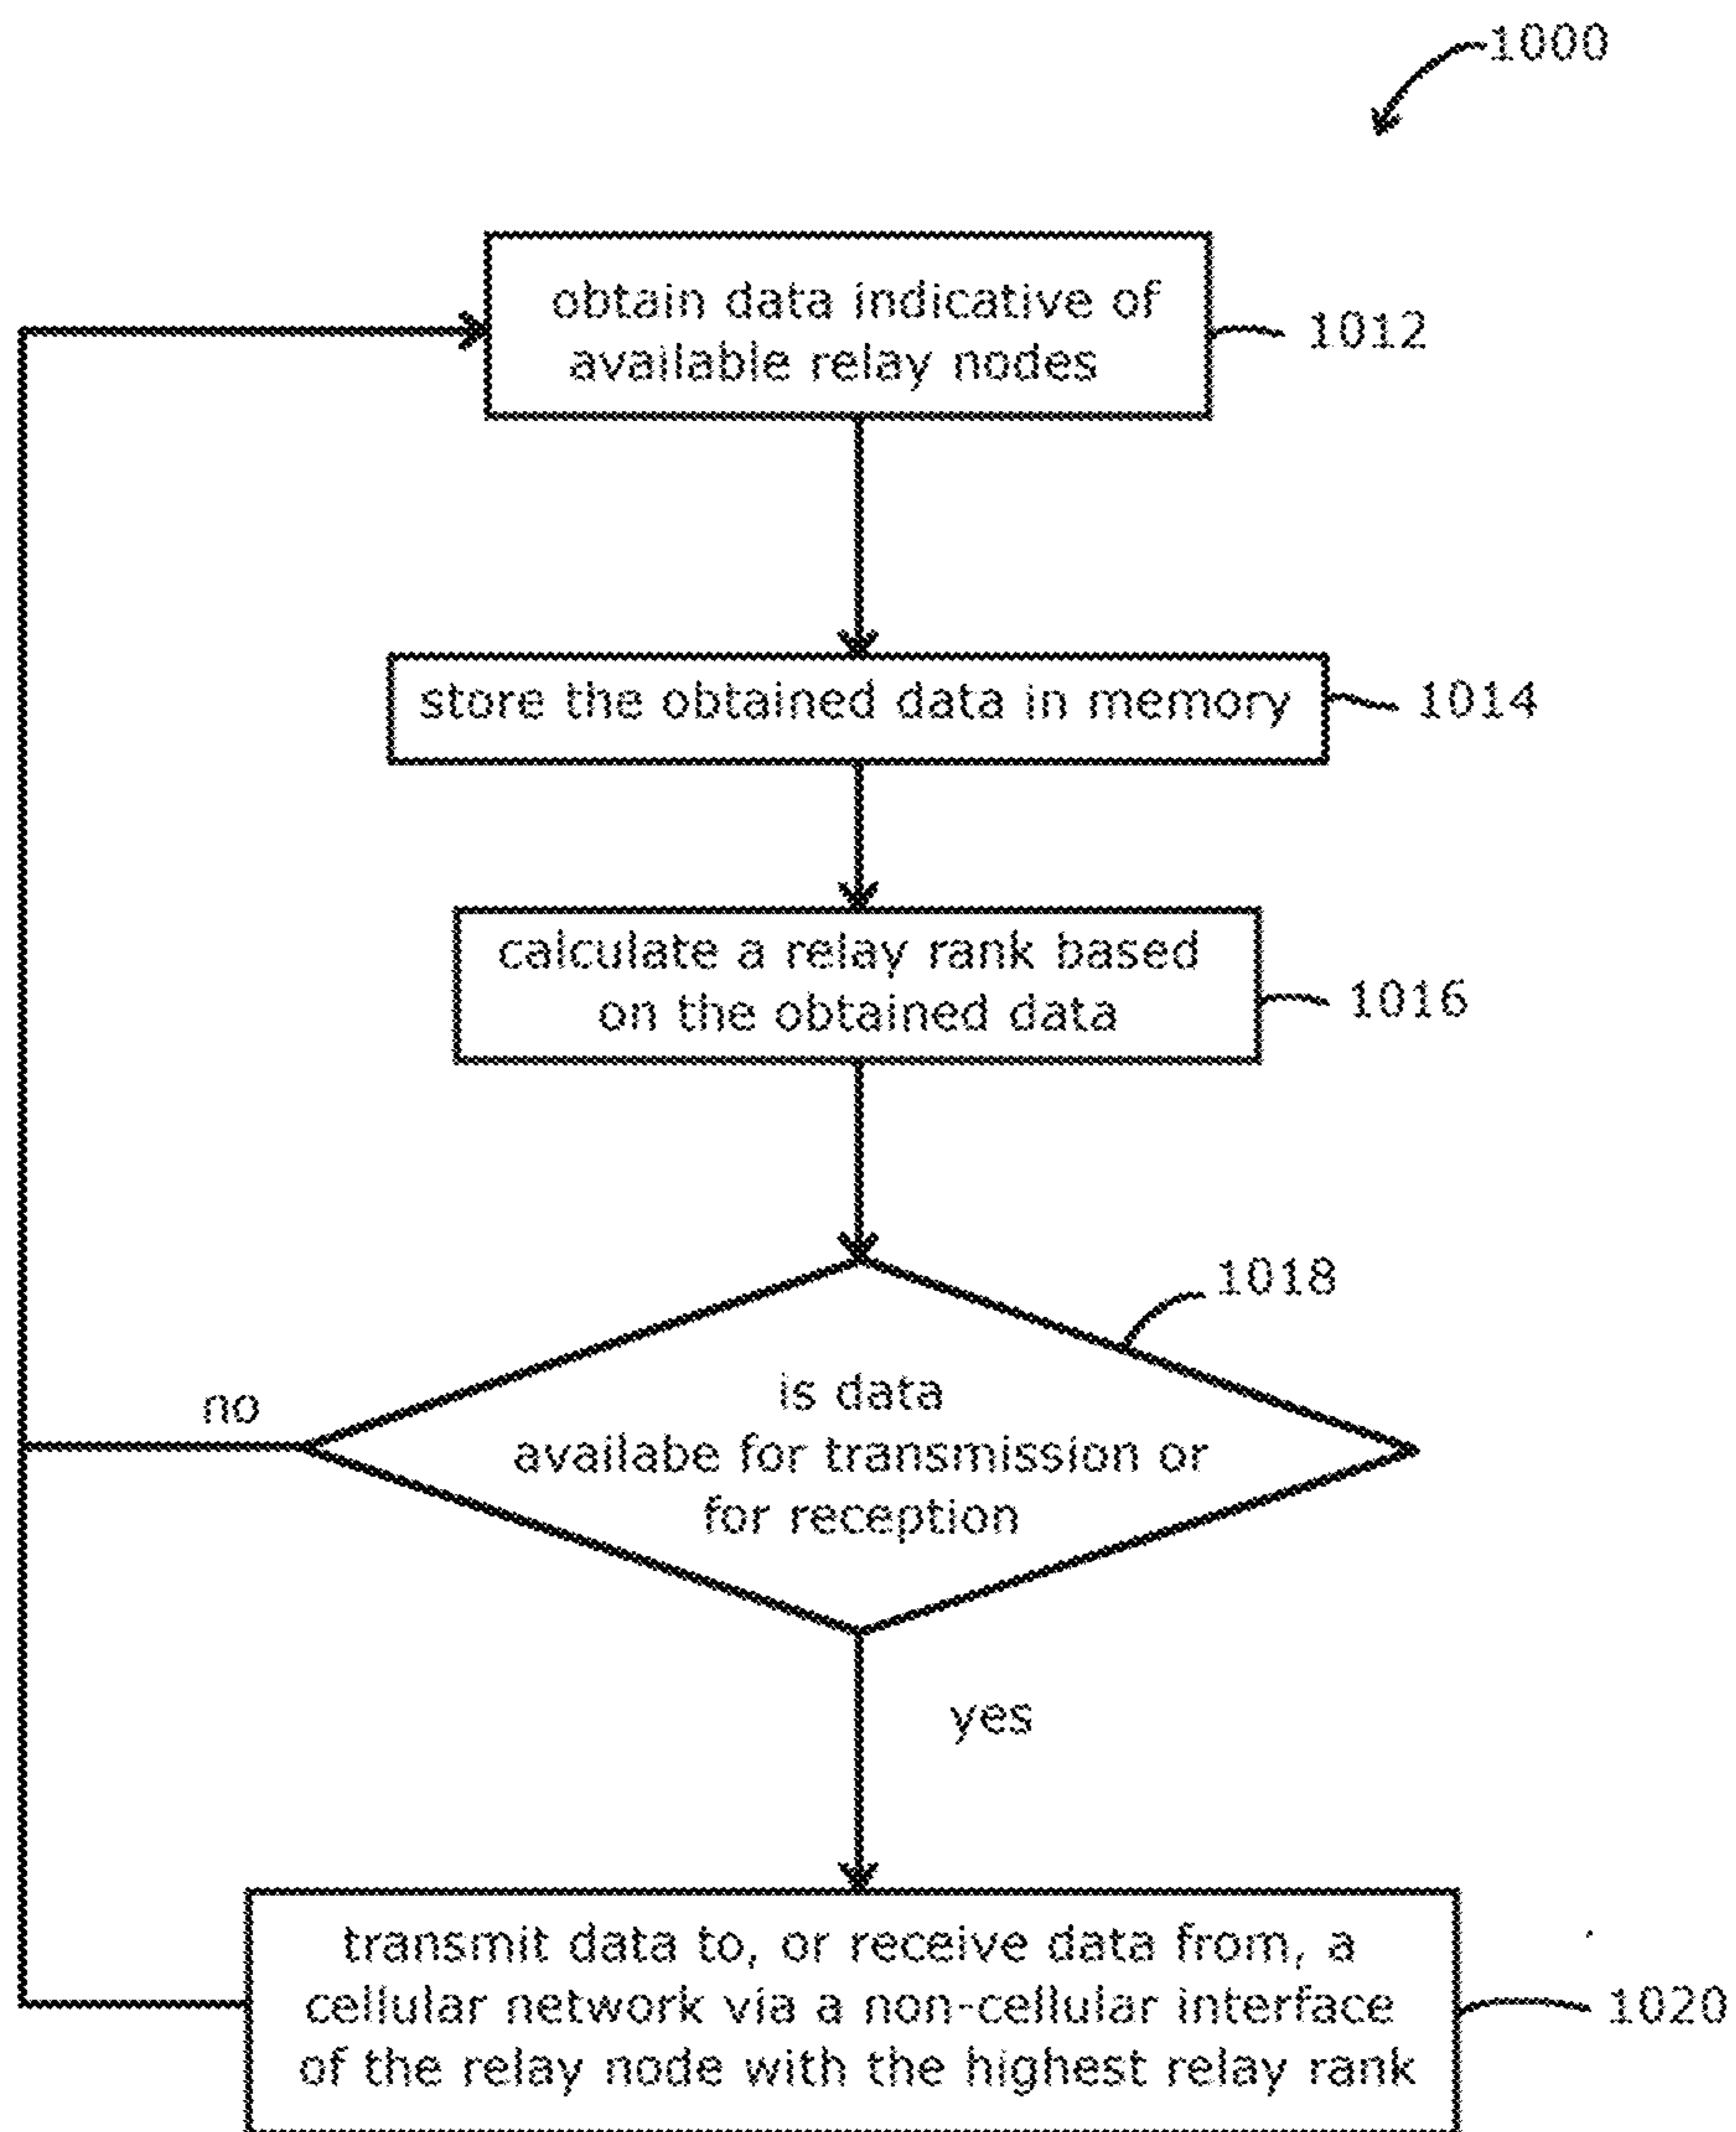 1000
obtain data indicative of
available relay nodes
1012
store the obtained data in memory
1014
calculate a relay rank based
on the obtained data
1016
1018
is data
availabe for transmission or
for reception
no
yes
transmit data to, or receive data from, a
cellular network via a non-cellular interface
of the relay node with the highest relay rank
1020